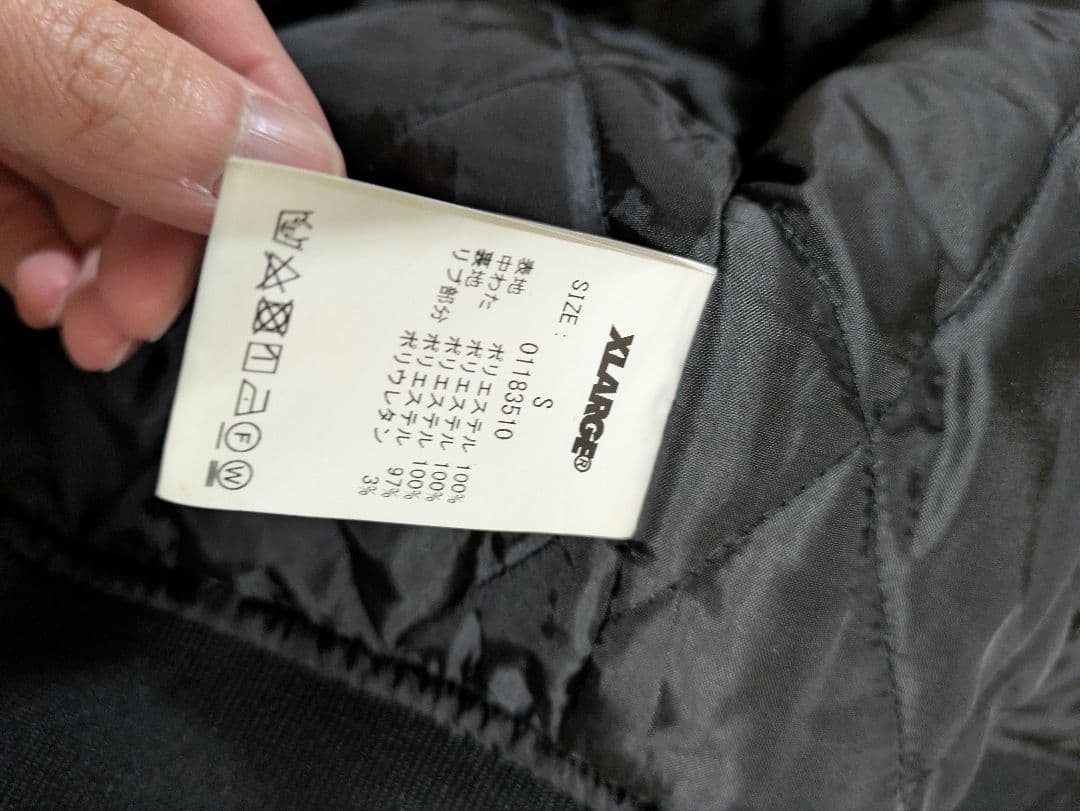 XLARGE®
SIZE: S
01183510
表地 ポリエステル 100%
中わた ポリエステル 100%
裏地 ポリエステル 100%
リブ部分 ポリエステル 97%
ポリウレタン 3%
F
W